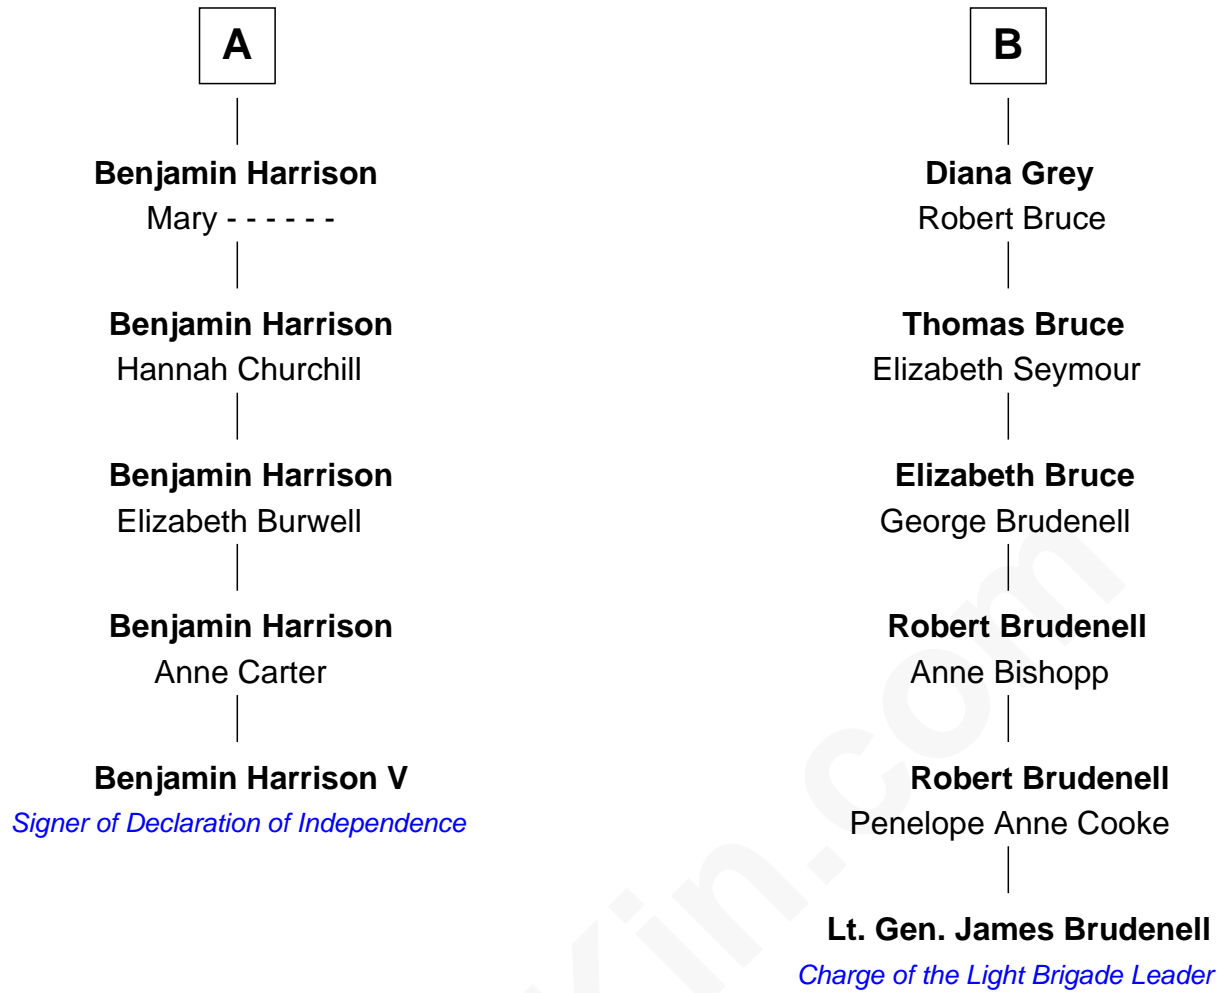 A
Benjamin Harrison
Mary - - - - - -
Benjamin Harrison
Hannah Churchill
Benjamin Harrison
Elizabeth Burwell
Benjamin Harrison
Anne Carter
Benjamin Harrison V
Signer of Declaration of Independence
B
Diana Grey
Robert Bruce
Thomas Bruce
Elizabeth Seymour
Elizabeth Bruce
George Brudenell
Robert Brudenell
Anne Bishopp
Robert Brudenell
Penelope Anne Cooke
Lt. Gen. James Brudenell
Charge of the Light Brigade Leader
Kin.com